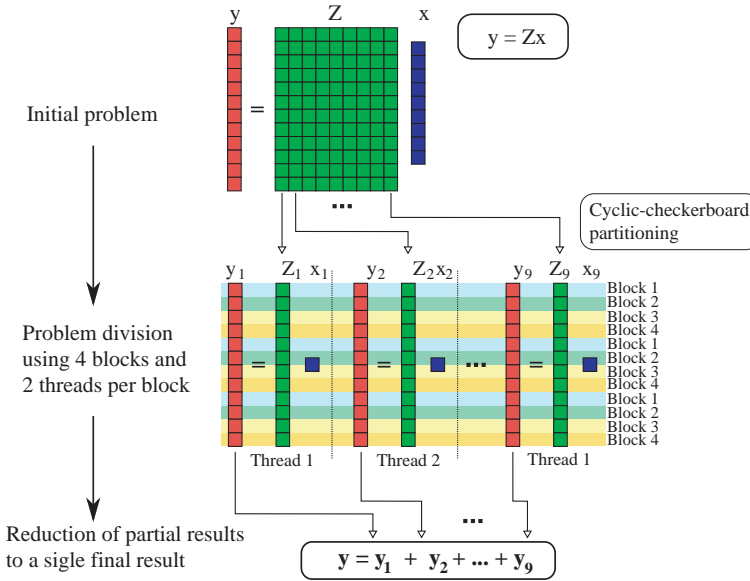 y
Z
x
y = Zx
=
Initial problem
...
Cyclic-checkerboard
partitioning
y1 Z1 x1 y2 Z2 x2 y9 Z9 x9
Block 1
Block 2
Block 3
Block 4
Block 1
Block 2
Block 3
Block 4
Block 1
Block 2
Block 3
Block 4
= = ... =
Problem division
using 4 blocks and
2 threads per block
Thread 1 Thread 2 Thread 1
...
Reduction of partial results
to a sigle final result
y = y1 + y2 + ... + y9